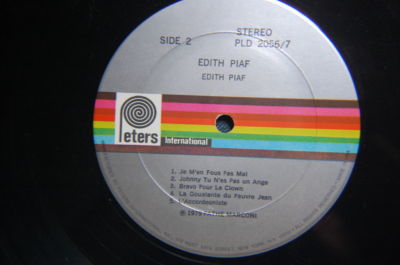 SIDE 2
STEREO
PLD 2056/7
EDITH PIAF
EDITH PIAF
Peters
International
1. Je M'en Fous Pas Mal
2. Johnny Tu N'es Pas un Ange
3. Bravo Pour Le Clown
4. La Goualante du Pauvre Jean
5. L'Accordeoniste
℗ 1979 PATHE MARCONI